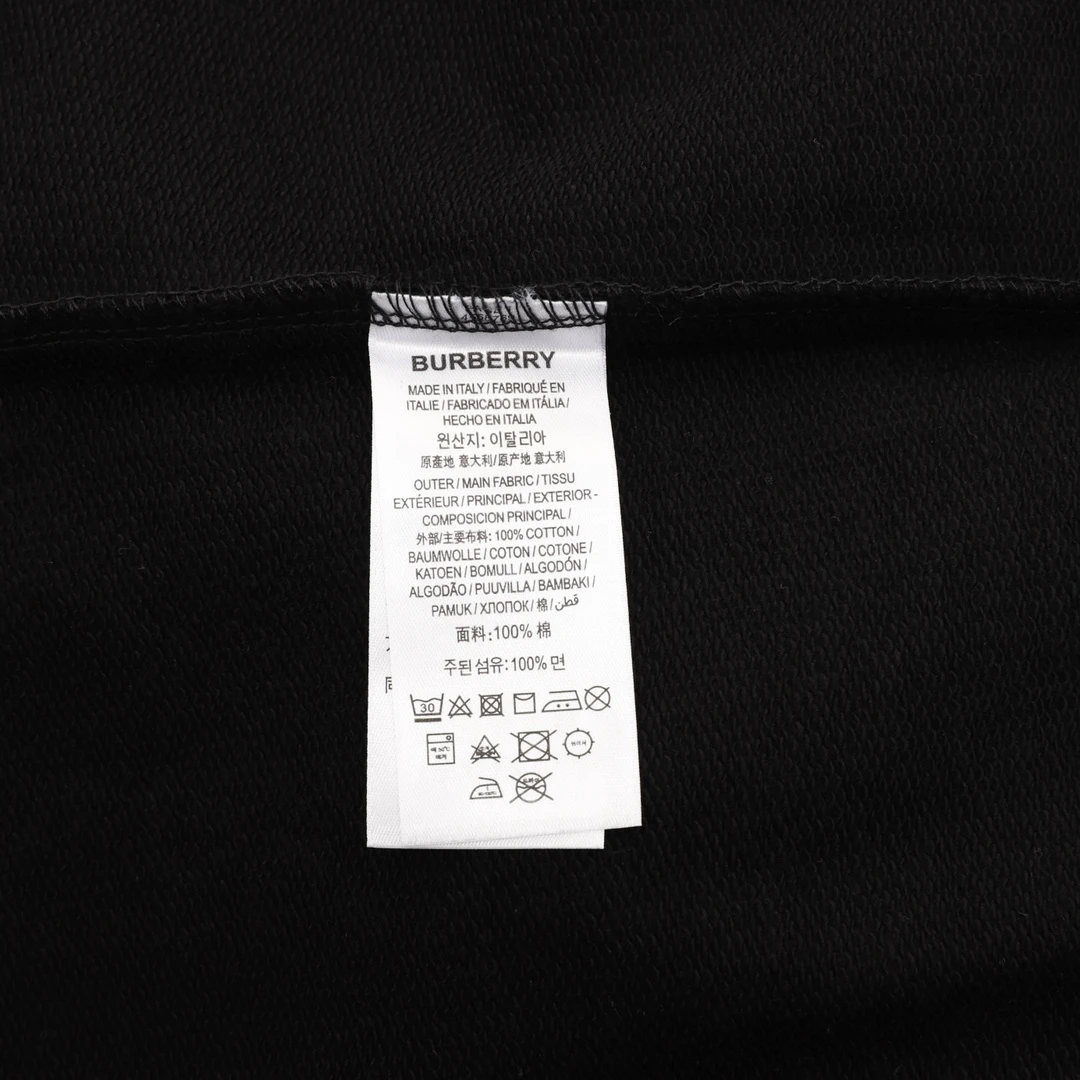 BURBERRY
MADE IN ITALY / FABRIQUÉ EN
ITALIE / FABRICADO EM ITÁLIA /
HECHO EN ITALIA
원산지: 이탈리아
原產地 意大利/原产地 意大利
OUTER / MAIN FABRIC / TISSU
EXTÉRIEUR / PRINCIPAL / EXTERIOR -
COMPOSICION PRINCIPAL /
外部/主要布料: 100% COTTON /
BAUMWOLLE / COTON / COTONE /
KATOEN / BOMULL / ALGODÓN /
ALGODÃO / PUUVILLA / BAMBAKI /
PAMUK / ХЛОПОК / 棉 / قطن
面料:100% 棉
주된 섬유: 100% 면
30